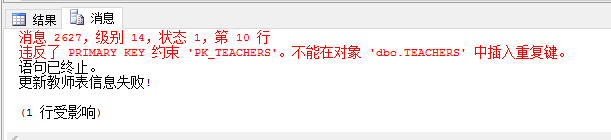 结果 消息
消息 2627，级别 14，状态 1，第 10 行
违反了 PRIMARY KEY 约束 'PK_TEACHERS'。不能在对象 'dbo.TEACHERS' 中插入重复键。
语句已终止。
更新教师表信息失败!
(1 行受影响)